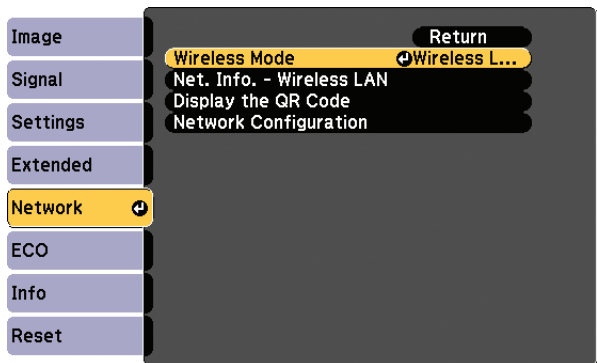 Image
Signal
Settings
Extended
Network
ECO
Info
Reset
Return
Wireless Mode Wireless L...
Net. Info. - Wireless LAN
Display the QR Code
Network Configuration